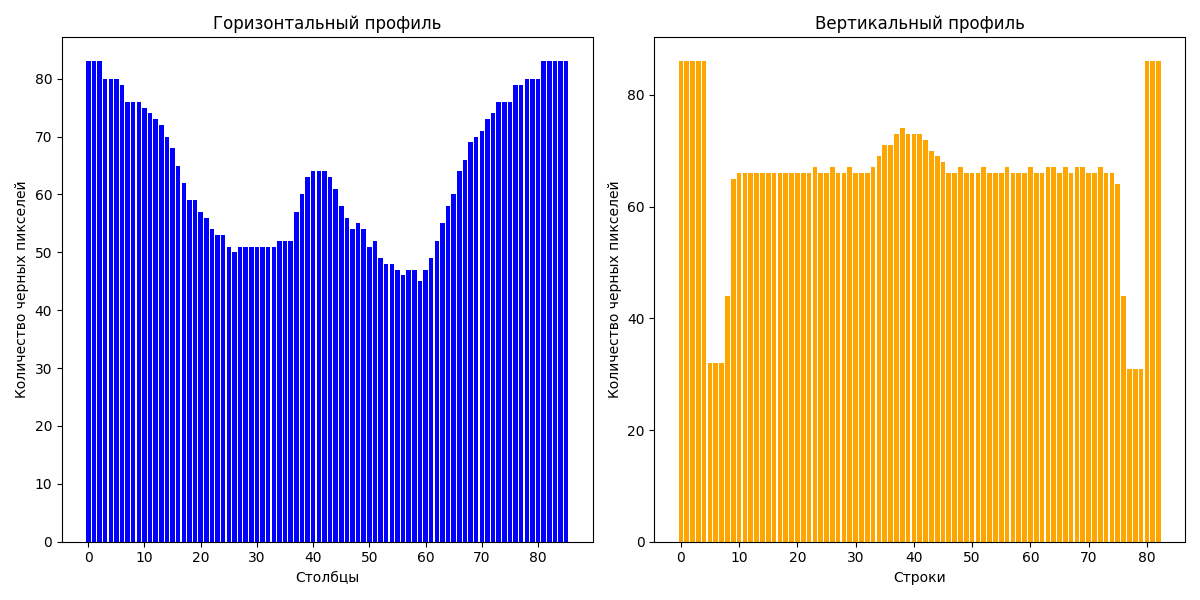 Горизонтальный профиль
Количество черных пикселей
80
70
60
50
40
30
20
10
0
0 10 20 30 40 50 60 70 80
Столбцы
Вертикальный профиль
Количество черных пикселей
80
60
40
20
0
0 10 20 30 40 50 60 70 80
Строки